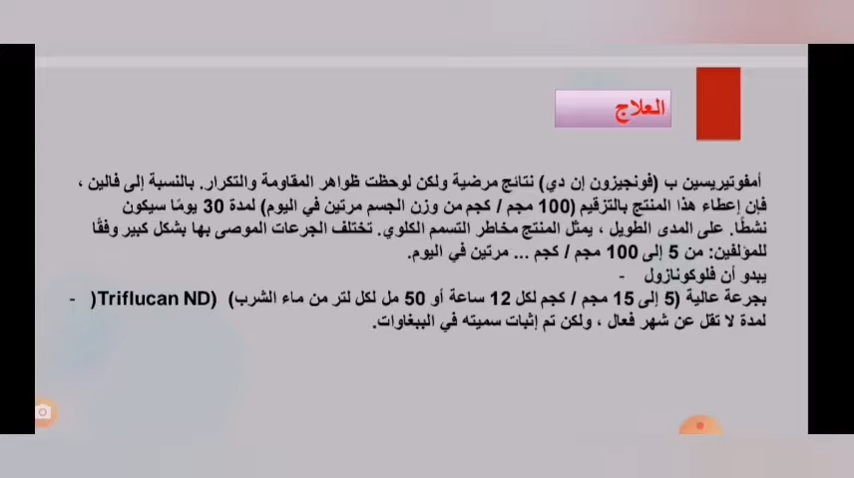 العلاج
أمفوتيريسين ب (فونجيزون إن دي) نتائج مرضية ولكن لوحظت ظواهر المقاومة والتكرار. بالنسبة إلى فالين ،
فإن إعطاء هذا المنتج بالتزقيم (100 مجم / كجم من وزن الجسم مرتين في اليوم) لمدة 30 يومًا سيكون
نشطًا. على المدى الطويل ، يمثل المنتج مخاطر التسمم الكلوي. تختلف الجرعات الموصى بها بشكل كبير وفقًا
للمؤلفين: من 5 إلى 100 مجم / كجم ... مرتين في اليوم.
يبدو أن فلوكونازول -
بجرعة عالية (5 إلى 15 مجم / كجم لكل 12 ساعة أو 50 مل لكل لتر من ماء الشرب) (Triflucan ND( -
لمدة لا تقل عن شهر فعال ، ولكن تم إثبات سميته في الببغاوات.